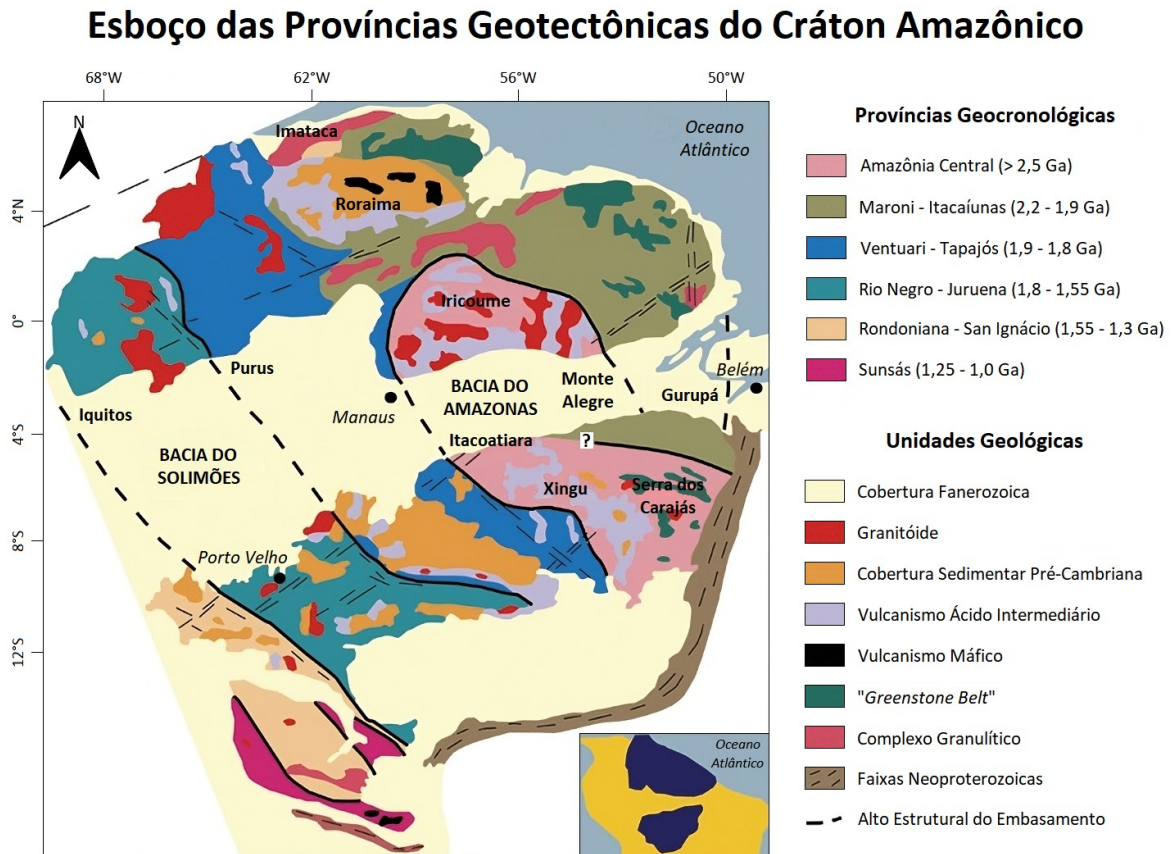 Esboço das Províncias Geotectônicas do Cráton Amazônico
68°W
62°W
56°W
50°W
N
4°N
0°
4°S
8°S
12°S
Imataca
Oceano
Atlântico
Roraima
Iricoume
Purus
BACIA DO
AMAZONAS
Monte
Alegre
Gurupá
Belém
Manaus
Iquitos
Itacoatiara
?
BACIA DO
SOLIMÕES
Xingu
Serra dos
Carajás
Porto Velho
Oceano
Atlântico
Províncias Geocronológicas
Amazônia Central (> 2,5 Ga)
Maroni - Itacaíunas (2,2 - 1,9 Ga)
Ventuari - Tapajós (1,9 - 1,8 Ga)
Rio Negro - Juruena (1,8 - 1,55 Ga)
Rondoniana - San Ignácio (1,55 - 1,3 Ga)
Sunsás (1,25 - 1,0 Ga)
Unidades Geológicas
Cobertura Fanerozoica
Granitóide
Cobertura Sedimentar Pré-Cambriana
Vulcanismo Ácido Intermediário
Vulcanismo Máfico
"Greenstone Belt"
Complexo Granulítico
Faixas Neoproterozoicas
Alto Estrutural do Embasamento